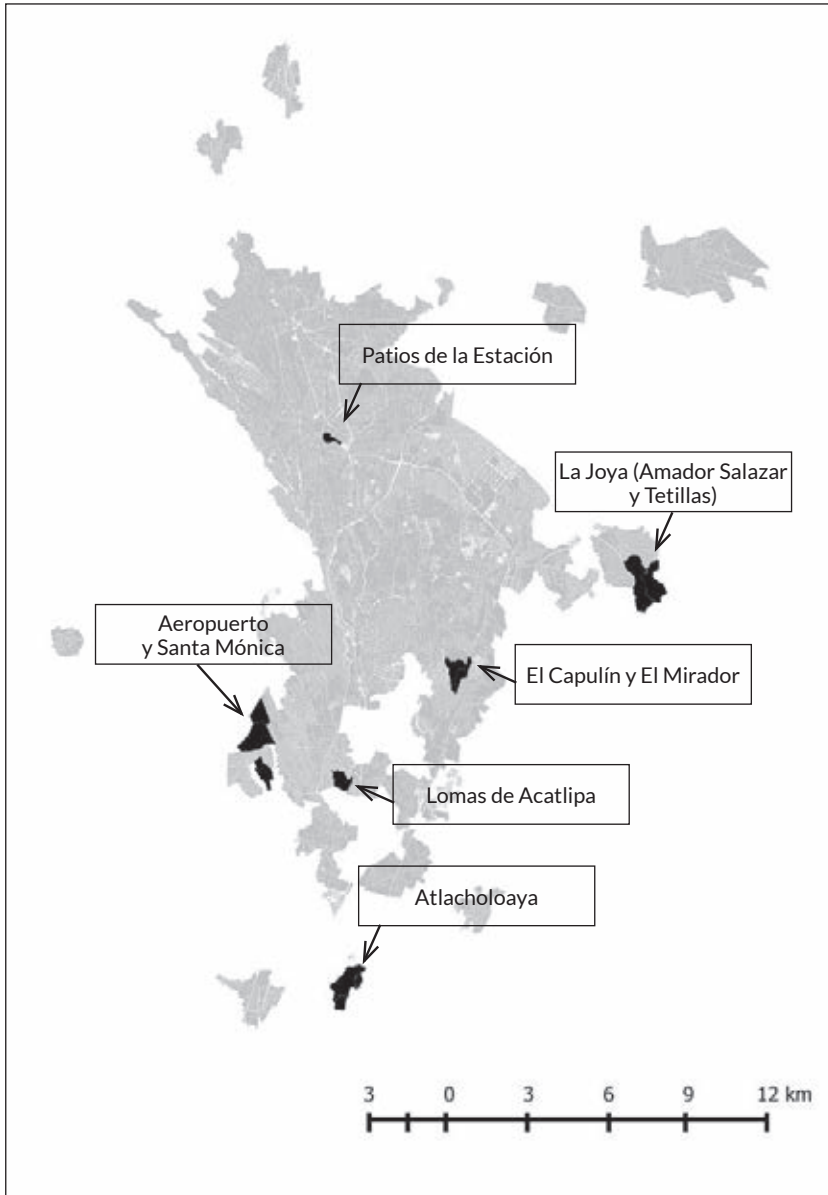 Patios de la Estación
La Joya (Amador Salazar
y Tetillas)
Aeropuerto
y Santa Mónica
El Capulín y El Mirador
Lomas de Acatlipa
Atlacholoaya
3 0 3 6 9 12 km